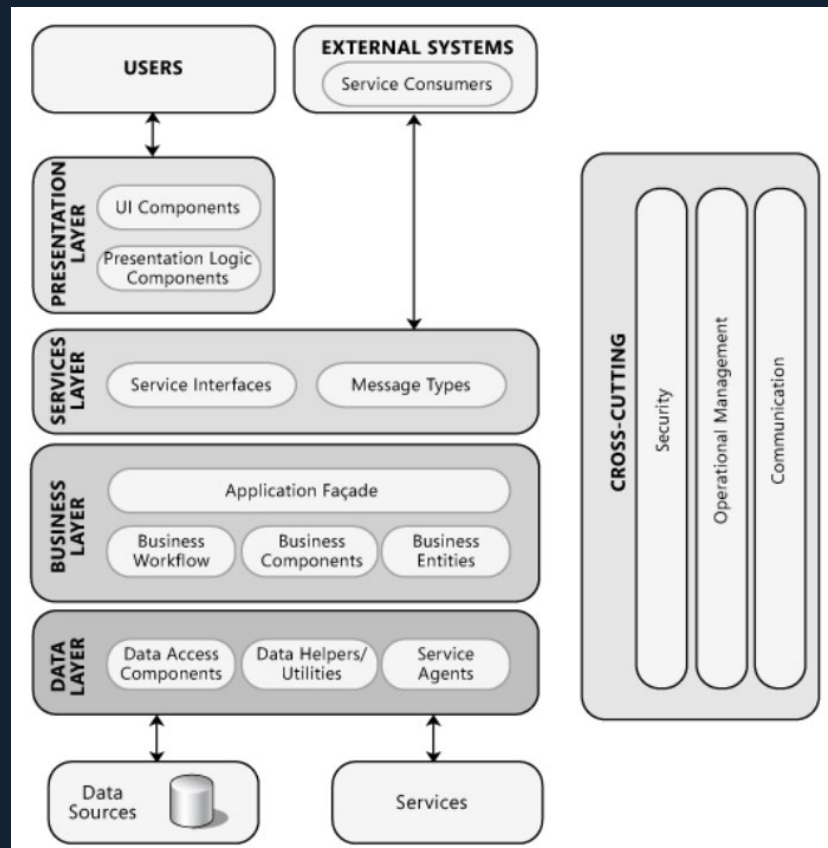 USERS
EXTERNAL SYSTEMS
Service Consumers
PRESENTATION
LAYER
UI Components
Presentation Logic
Components
SERVICES
LAYER
Service Interfaces
Message Types
BUSINESS
LAYER
Application Façade
Business
Workflow
Business
Components
Business
Entities
DATA
LAYER
Data Access
Components
Data Helpers/
Utilities
Service
Agents
Data
Sources
Services
CROSS-CUTTING
Security
Operational Management
Communication